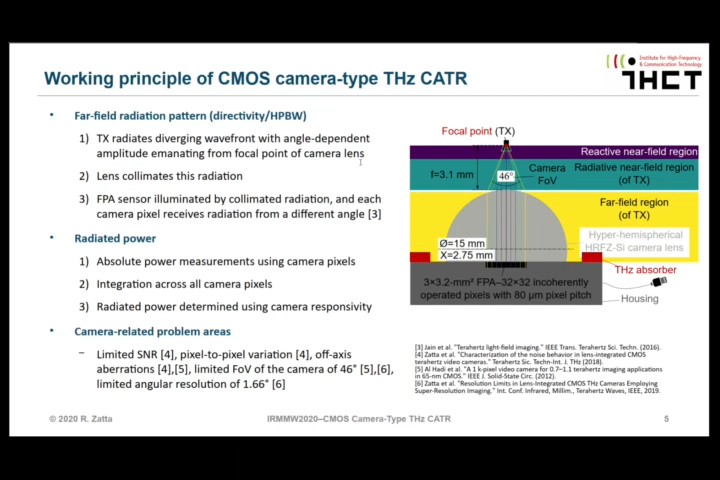 Institute for High-Frequency
& Communication Technology
IHCT
Working principle of CMOS camera-type THz CATR
• Far-field radiation pattern (directivity/HPBW)
1) TX radiates diverging wavefront with angle-dependent
amplitude emanating from focal point of camera lens
2) Lens collimates this radiation
3) FPA sensor illuminated by collimated radiation, and each
camera pixel receives radiation from a different angle [3]
• Radiated power
1) Absolute power measurements using camera pixels
2) Integration across all camera pixels
3) Radiated power determined using camera responsivity
• Camera-related problem areas
– Limited SNR [4], pixel-to-pixel variation [4], off-axis
aberrations [4],[5], limited FoV of the camera of 46° [5],[6],
limited angular resolution of 1.66° [6]
Focal point (TX)
Reactive near-field region
f=3.1 mm
46°
Camera
FoV
Radiative near-field region
(of TX)
Far-field region
(of TX)
Hyper-hemispherical
HRFZ-Si camera lens
Ø=15 mm
X=2.75 mm
THz absorber
3×3.2-mm² FPA–32×32 incoherently
operated pixels with 80 µm pixel pitch
Housing
[3] Jain et al. "Terahertz light-field imaging." IEEE Trans. Terahertz Sci. Techn. (2016).
[4] Zatta et al. "Characterization of the noise behavior in lens-integrated CMOS
terahertz video cameras." Terahertz Sic. Techn-Int. J. THz (2018).
[5] Al Hadi et al. "A 1 k-pixel video camera for 0.7–1.1 terahertz imaging applications
in 65-nm CMOS." IEEE J. Solid-State Circ. (2012).
[6] Zatta et al. "Resolution Limits in Lens-Integrated CMOS THz Cameras Employing
Super-Resolution Imaging." Int. Conf. Infrared, Millim., Terahertz Waves, IEEE, 2019.
© 2020 R. Zatta
IRMMW2020–CMOS Camera-Type THz CATR
5